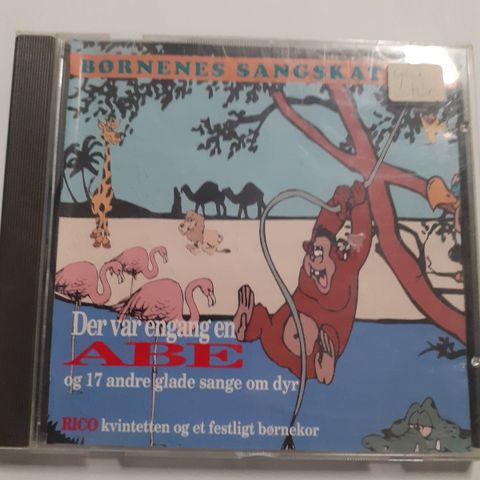 BØRNENES SANGSKAT
Der var engang en
ABE
og 17 andre glade sange om dyr
RICO kvintetten og et festligt børnekor